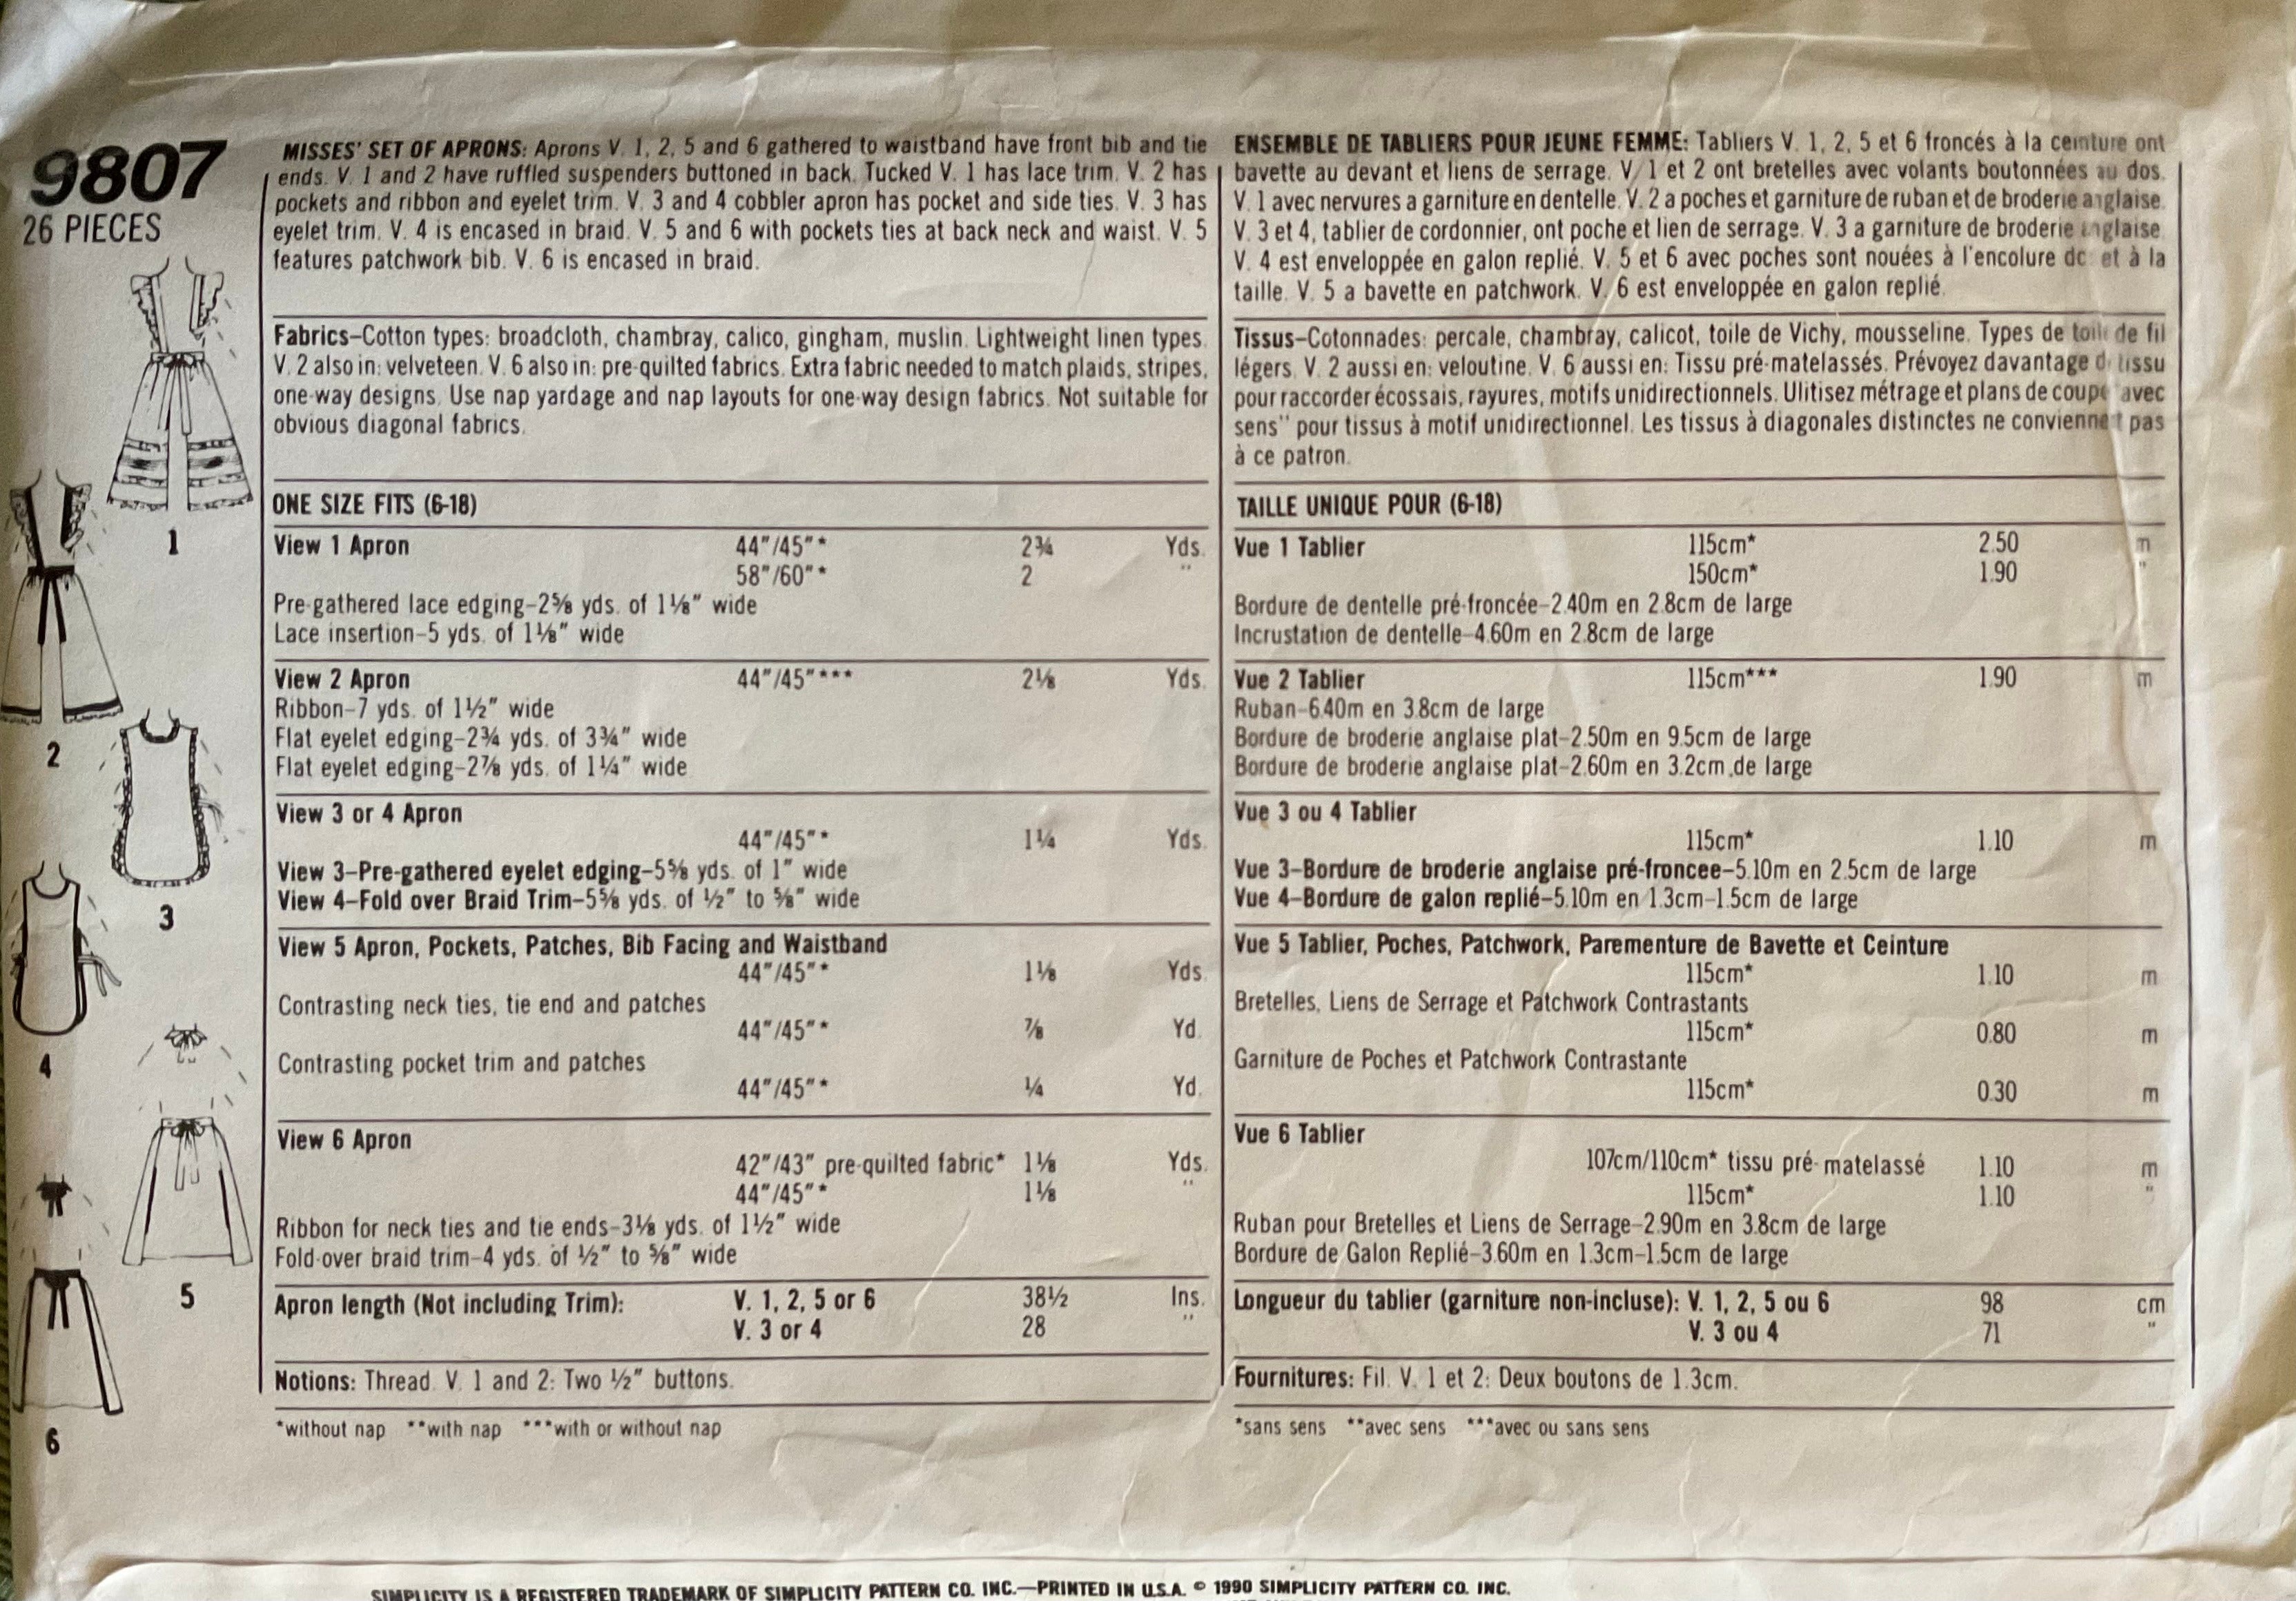 9807
26 PIECES
1
2
3
4
5
6
MISSES' SET OF APRONS: Aprons V. 1, 2, 5 and 6 gathered to waistband have front bib and tie
ends. V. 1 and 2 have ruffled suspenders buttoned in back. Tucked V. 1 has lace trim. V. 2 has
pockets and ribbon and eyelet trim. V. 3 and 4 cobbler apron has pocket and side ties. V. 3 has
eyelet trim. V. 4 is encased in braid. V. 5 and 6 with pockets ties at back neck and waist. V. 5
features patchwork bib. V. 6 is encased in braid.
Fabrics–Cotton types: broadcloth, chambray, calico, gingham, muslin. Lightweight linen types.
V. 2 also in: velveteen. V. 6 also in: pre-quilted fabrics. Extra fabric needed to match plaids, stripes,
one-way designs. Use nap yardage and nap layouts for one-way design fabrics. Not suitable for
obvious diagonal fabrics.
ONE SIZE FITS (6-18)
View 1 Apron 44"/45"* 2¾ Yds.
58"/60"* 2 "
Pre-gathered lace edging–2⅝ yds. of 1⅛" wide
Lace insertion–5 yds. of 1⅛" wide
View 2 Apron 44"/45"*** 2⅛ Yds.
Ribbon–7 yds. of 1½" wide
Flat eyelet edging–2¾ yds. of 3¾" wide
Flat eyelet edging–2⅞ yds. of 1¼" wide
View 3 or 4 Apron
44"/45"* 1¼ Yds.
View 3–Pre-gathered eyelet edging–5⅝ yds. of 1" wide
View 4–Fold over Braid Trim–5⅝ yds. of ½" to ⅝" wide
View 5 Apron, Pockets, Patches, Bib Facing and Waistband
44"/45"* 1⅛ Yds.
Contrasting neck ties, tie end and patches
44"/45"* ⅞ Yd.
Contrasting pocket trim and patches
44"/45"* ¼ Yd.
View 6 Apron
42"/43" pre-quilted fabric* 1⅛ Yds.
44"/45"* 1⅛ "
Ribbon for neck ties and tie ends–3⅛ yds. of 1½" wide
Fold-over braid trim–4 yds. of ½" to ⅝" wide
Apron length (Not including Trim): V. 1, 2, 5 or 6 38½ Ins.
V. 3 or 4 28 "
Notions: Thread. V. 1 and 2: Two ½" buttons.
*without nap **with nap ***with or without nap
ENSEMBLE DE TABLIERS POUR JEUNE FEMME: Tabliers V. 1, 2, 5 et 6 froncés à la ceinture ont
bavette au devant et liens de serrage. V. 1 et 2 ont bretelles avec volants boutonnées au dos.
V. 1 avec nervures a garniture en dentelle. V. 2 a poches et garniture de ruban et de broderie anglaise.
V. 3 et 4, tablier de cordonnier, ont poche et lien de serrage. V. 3 a garniture de broderie anglaise.
V. 4 est enveloppée en galon replié. V. 5 et 6 avec poches sont nouées à l'encolure et à la
taille. V. 5 a bavette en patchwork. V. 6 est enveloppée en galon replié.
Tissus–Cotonnades: percale, chambray, calicot, toile de Vichy, mousseline. Types de toile de fil
légers. V. 2 aussi en: veloutine. V. 6 aussi en: Tissu pré-matelassés. Prévoyez davantage de tissu
pour raccorder écossais, rayures, motifs unidirectionnels. Ulitisez métrage et plans de coupe "avec
sens" pour tissus à motif unidirectionnel. Les tissus à diagonales distinctes ne conviennent pas
à ce patron.
TAILLE UNIQUE POUR (6-18)
Vue 1 Tablier 115cm* 2.50 m
150cm* 1.90 "
Bordure de dentelle pré-froncée–2.40m en 2.8cm de large
Incrustation de dentelle–4.60m en 2.8cm de large
Vue 2 Tablier 115cm*** 1.90 m
Ruban–6.40m en 3.8cm de large
Bordure de broderie anglaise plat–2.50m en 9.5cm de large
Bordure de broderie anglaise plat–2.60m en 3.2cm de large
Vue 3 ou 4 Tablier
115cm* 1.10 m
Vue 3–Bordure de broderie anglaise pré-froncee–5.10m en 2.5cm de large
Vue 4–Bordure de galon replié–5.10m en 1.3cm–1.5cm de large
Vue 5 Tablier, Poches, Patchwork, Parementure de Bavette et Ceinture
115cm* 1.10 m
Bretelles, Liens de Serrage et Patchwork Contrastants
115cm* 0.80 m
Garniture de Poches et Patchwork Contrastante
115cm* 0.30 m
Vue 6 Tablier
107cm/110cm* tissu pré-matelassé 1.10 m
115cm* 1.10 "
Ruban pour Bretelles et Liens de Serrage–2.90m en 3.8cm de large
Bordure de Galon Replié–3.60m en 1.3cm–1.5cm de large
Longueur du tablier (garniture non-incluse): V. 1, 2, 5 ou 6 98 cm
V. 3 ou 4 71 "
Fournitures: Fil. V. 1 et 2: Deux boutons de 1.3cm.
*sans sens **avec sens ***avec ou sans sens
SIMPLICITY IS A REGISTERED TRADEMARK OF SIMPLICITY PATTERN CO. INC.—PRINTED IN U.S.A. © 1990 SIMPLICITY PATTERN CO. INC.